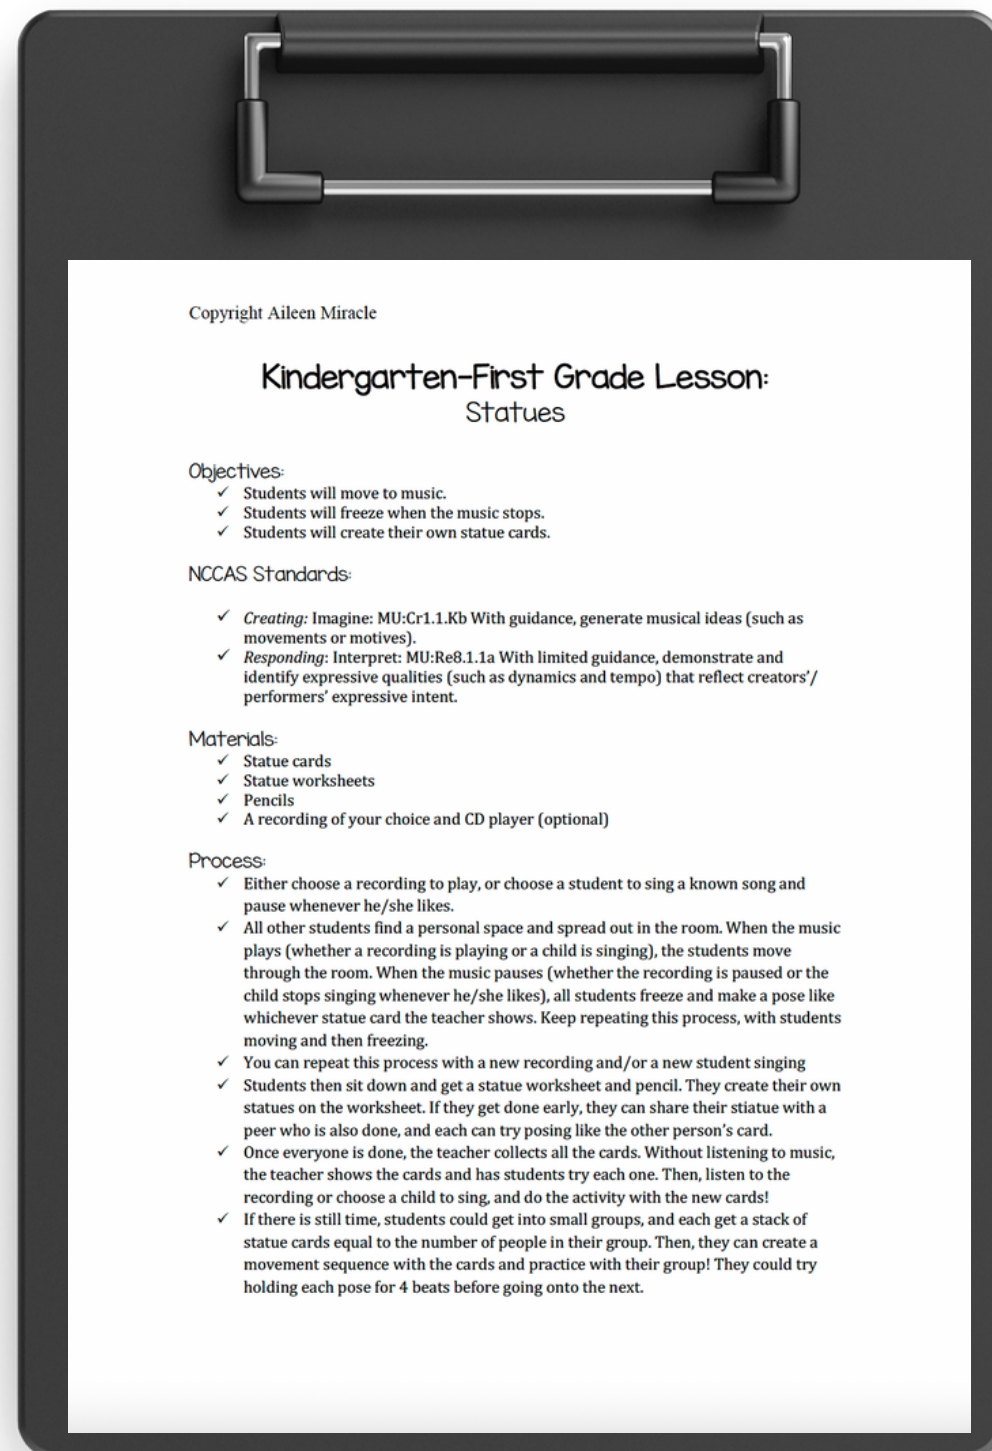 Copyright Aileen Miracle
Kindergarten-First Grade Lesson:
Statues
Objectives:
✓ Students will move to music.
✓ Students will freeze when the music stops.
✓ Students will create their own statue cards.
NCCAS Standards:
✓ Creating: Imagine: MU:Cr1.1.Kb With guidance, generate musical ideas (such as
movements or motives).
✓ Responding: Interpret: MU:Re8.1.1a With limited guidance, demonstrate and
identify expressive qualities (such as dynamics and tempo) that reflect creators'/
performers' expressive intent.
Materials:
✓ Statue cards
✓ Statue worksheets
✓ Pencils
✓ A recording of your choice and CD player (optional)
Process:
✓ Either choose a recording to play, or choose a student to sing a known song and
pause whenever he/she likes.
✓ All other students find a personal space and spread out in the room. When the music
plays (whether a recording is playing or a child is singing), the students move
through the room. When the music pauses (whether the recording is paused or the
child stops singing whenever he/she likes), all students freeze and make a pose like
whichever statue card the teacher shows. Keep repeating this process, with students
moving and then freezing.
✓ You can repeat this process with a new recording and/or a new student singing
✓ Students then sit down and get a statue worksheet and pencil. They create their own
statues on the worksheet. If they get done early, they can share their stiatue with a
peer who is also done, and each can try posing like the other person's card.
✓ Once everyone is done, the teacher collects all the cards. Without listening to music,
the teacher shows the cards and has students try each one. Then, listen to the
recording or choose a child to sing, and do the activity with the new cards!
✓ If there is still time, students could get into small groups, and each get a stack of
statue cards equal to the number of people in their group. Then, they can create a
movement sequence with the cards and practice with their group! They could try
holding each pose for 4 beats before going onto the next.